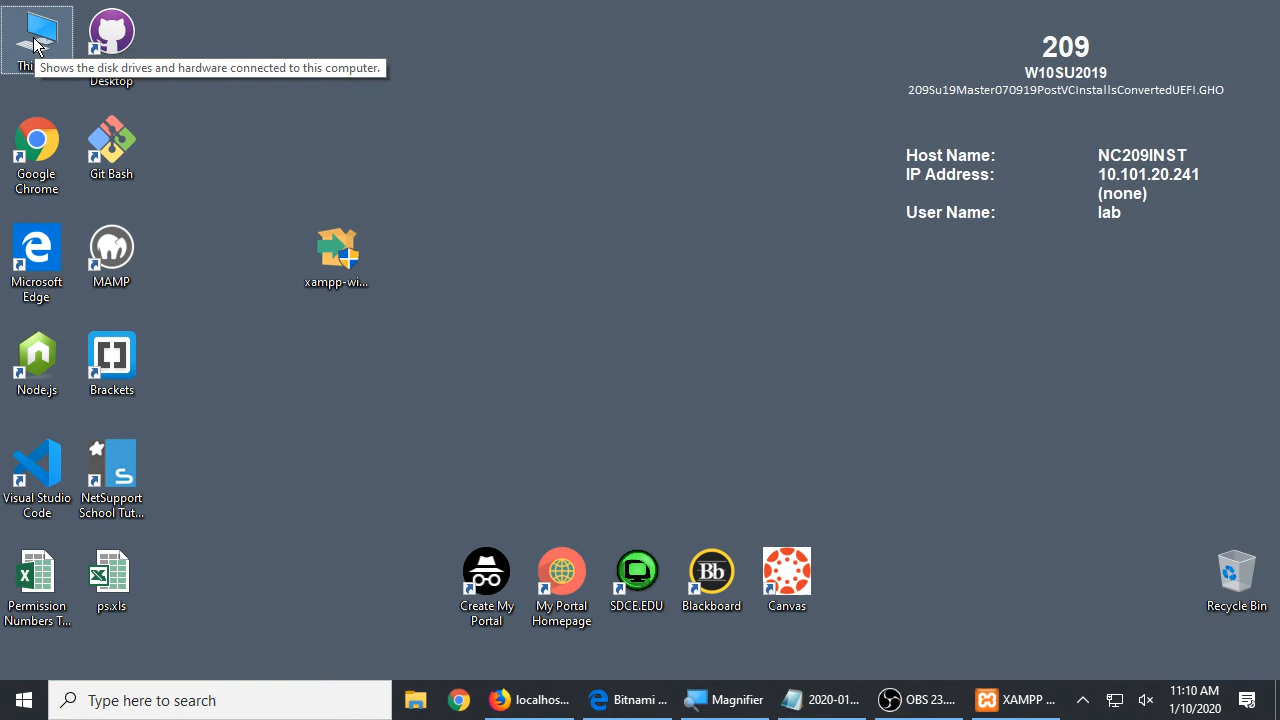 Thi
Shows the disk drives and hardware connected to this computer.
Desktop
Google
Chrome
Git Bash
Microsoft
Edge
MAMP
xampp-wi...
Node.js
Brackets
Visual Studio
Code
NetSupport
School Tut...
Permission
Numbers T...
ps.xls
209
W10SU2019
209Su19Master070919PostVCInstallsConvertedUEFI.GHO
Host Name: NC209INST
IP Address: 10.101.20.241
(none)
User Name: lab
Create My
Portal
My Portal
Homepage
SDCE.EDU
Bb
Blackboard
Canvas
Recycle Bin
Type here to search
localhos...
Bitnami ...
Magnifier
2020-01...
OBS 23....
XAMPP ...
11:10 AM
1/10/2020